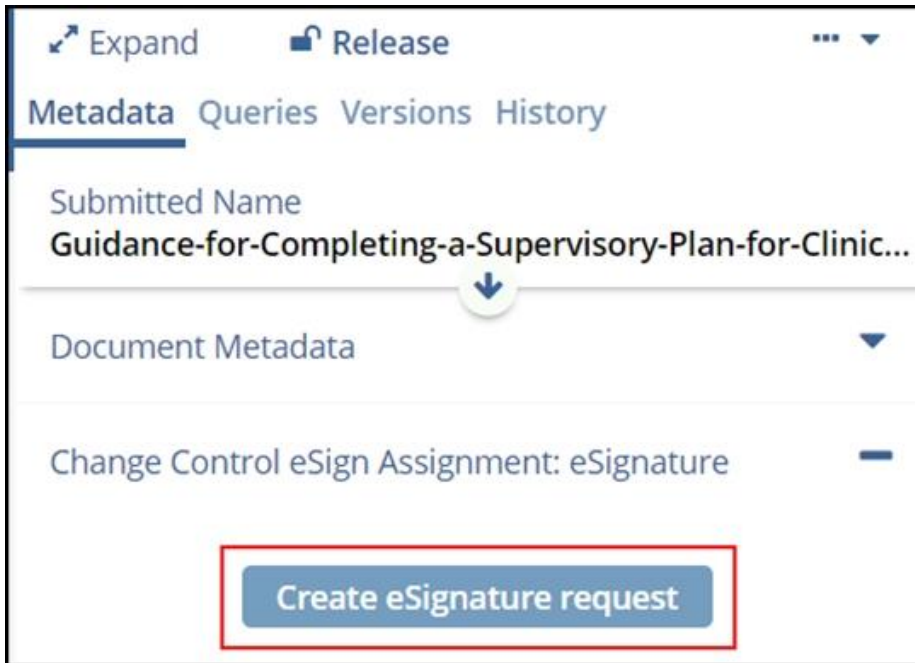 Expand Release ...
Metadata Queries Versions History
Submitted Name
Guidance-for-Completing-a-Supervisory-Plan-for-Clinic...
Document Metadata
Change Control eSign Assignment: eSignature
Create eSignature request